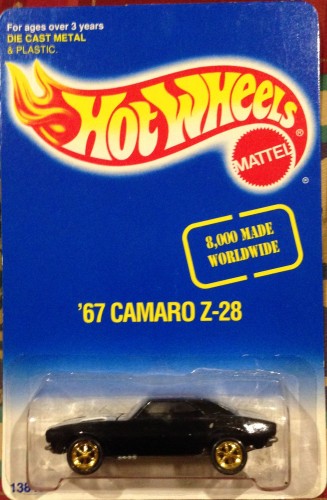 For ages over 3 years
DIE CAST METAL
& PLASTIC.
HOT WHEELS
®
MATTEL
®
8,000 MADE
WORLDWIDE
'67 CAMARO Z-28